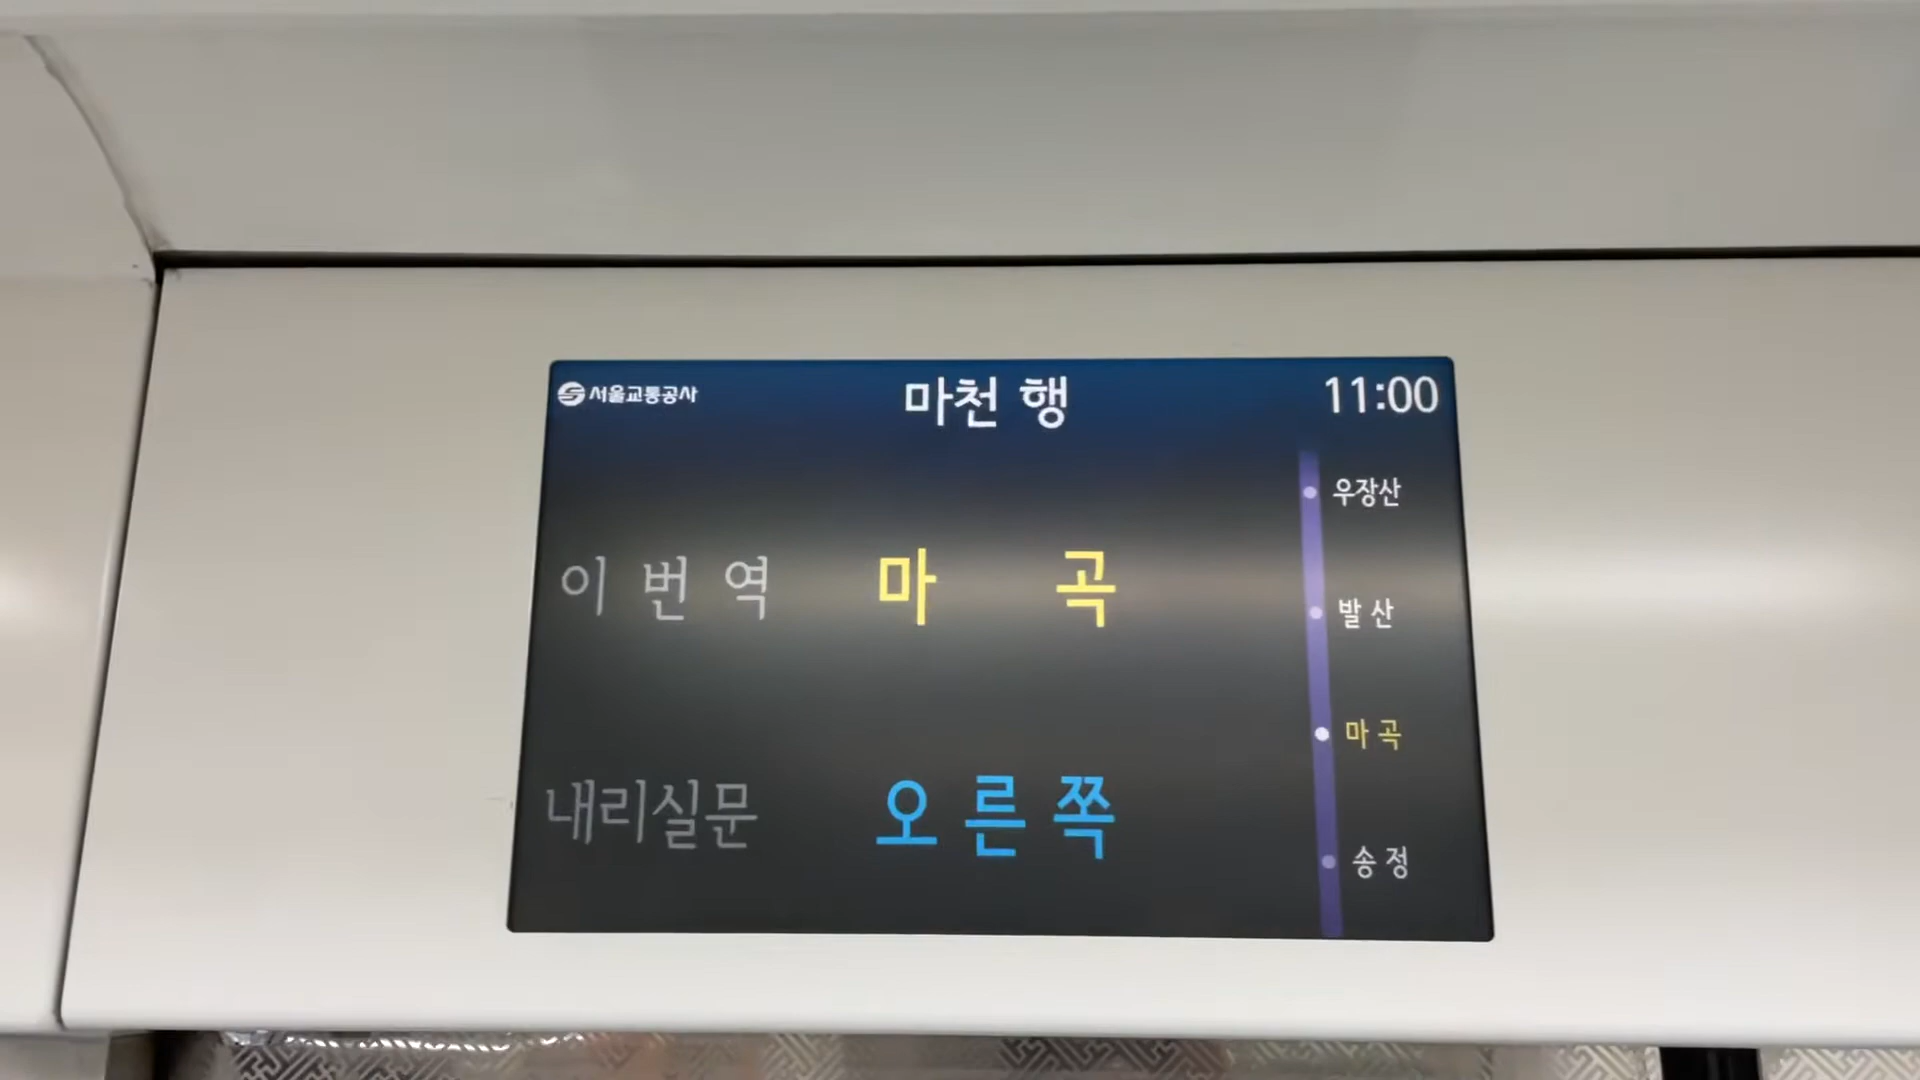 서울교통공사
마천 행
11:00
이번역 마곡
내리실문 오른쪽
우장산
발산
마곡
송정